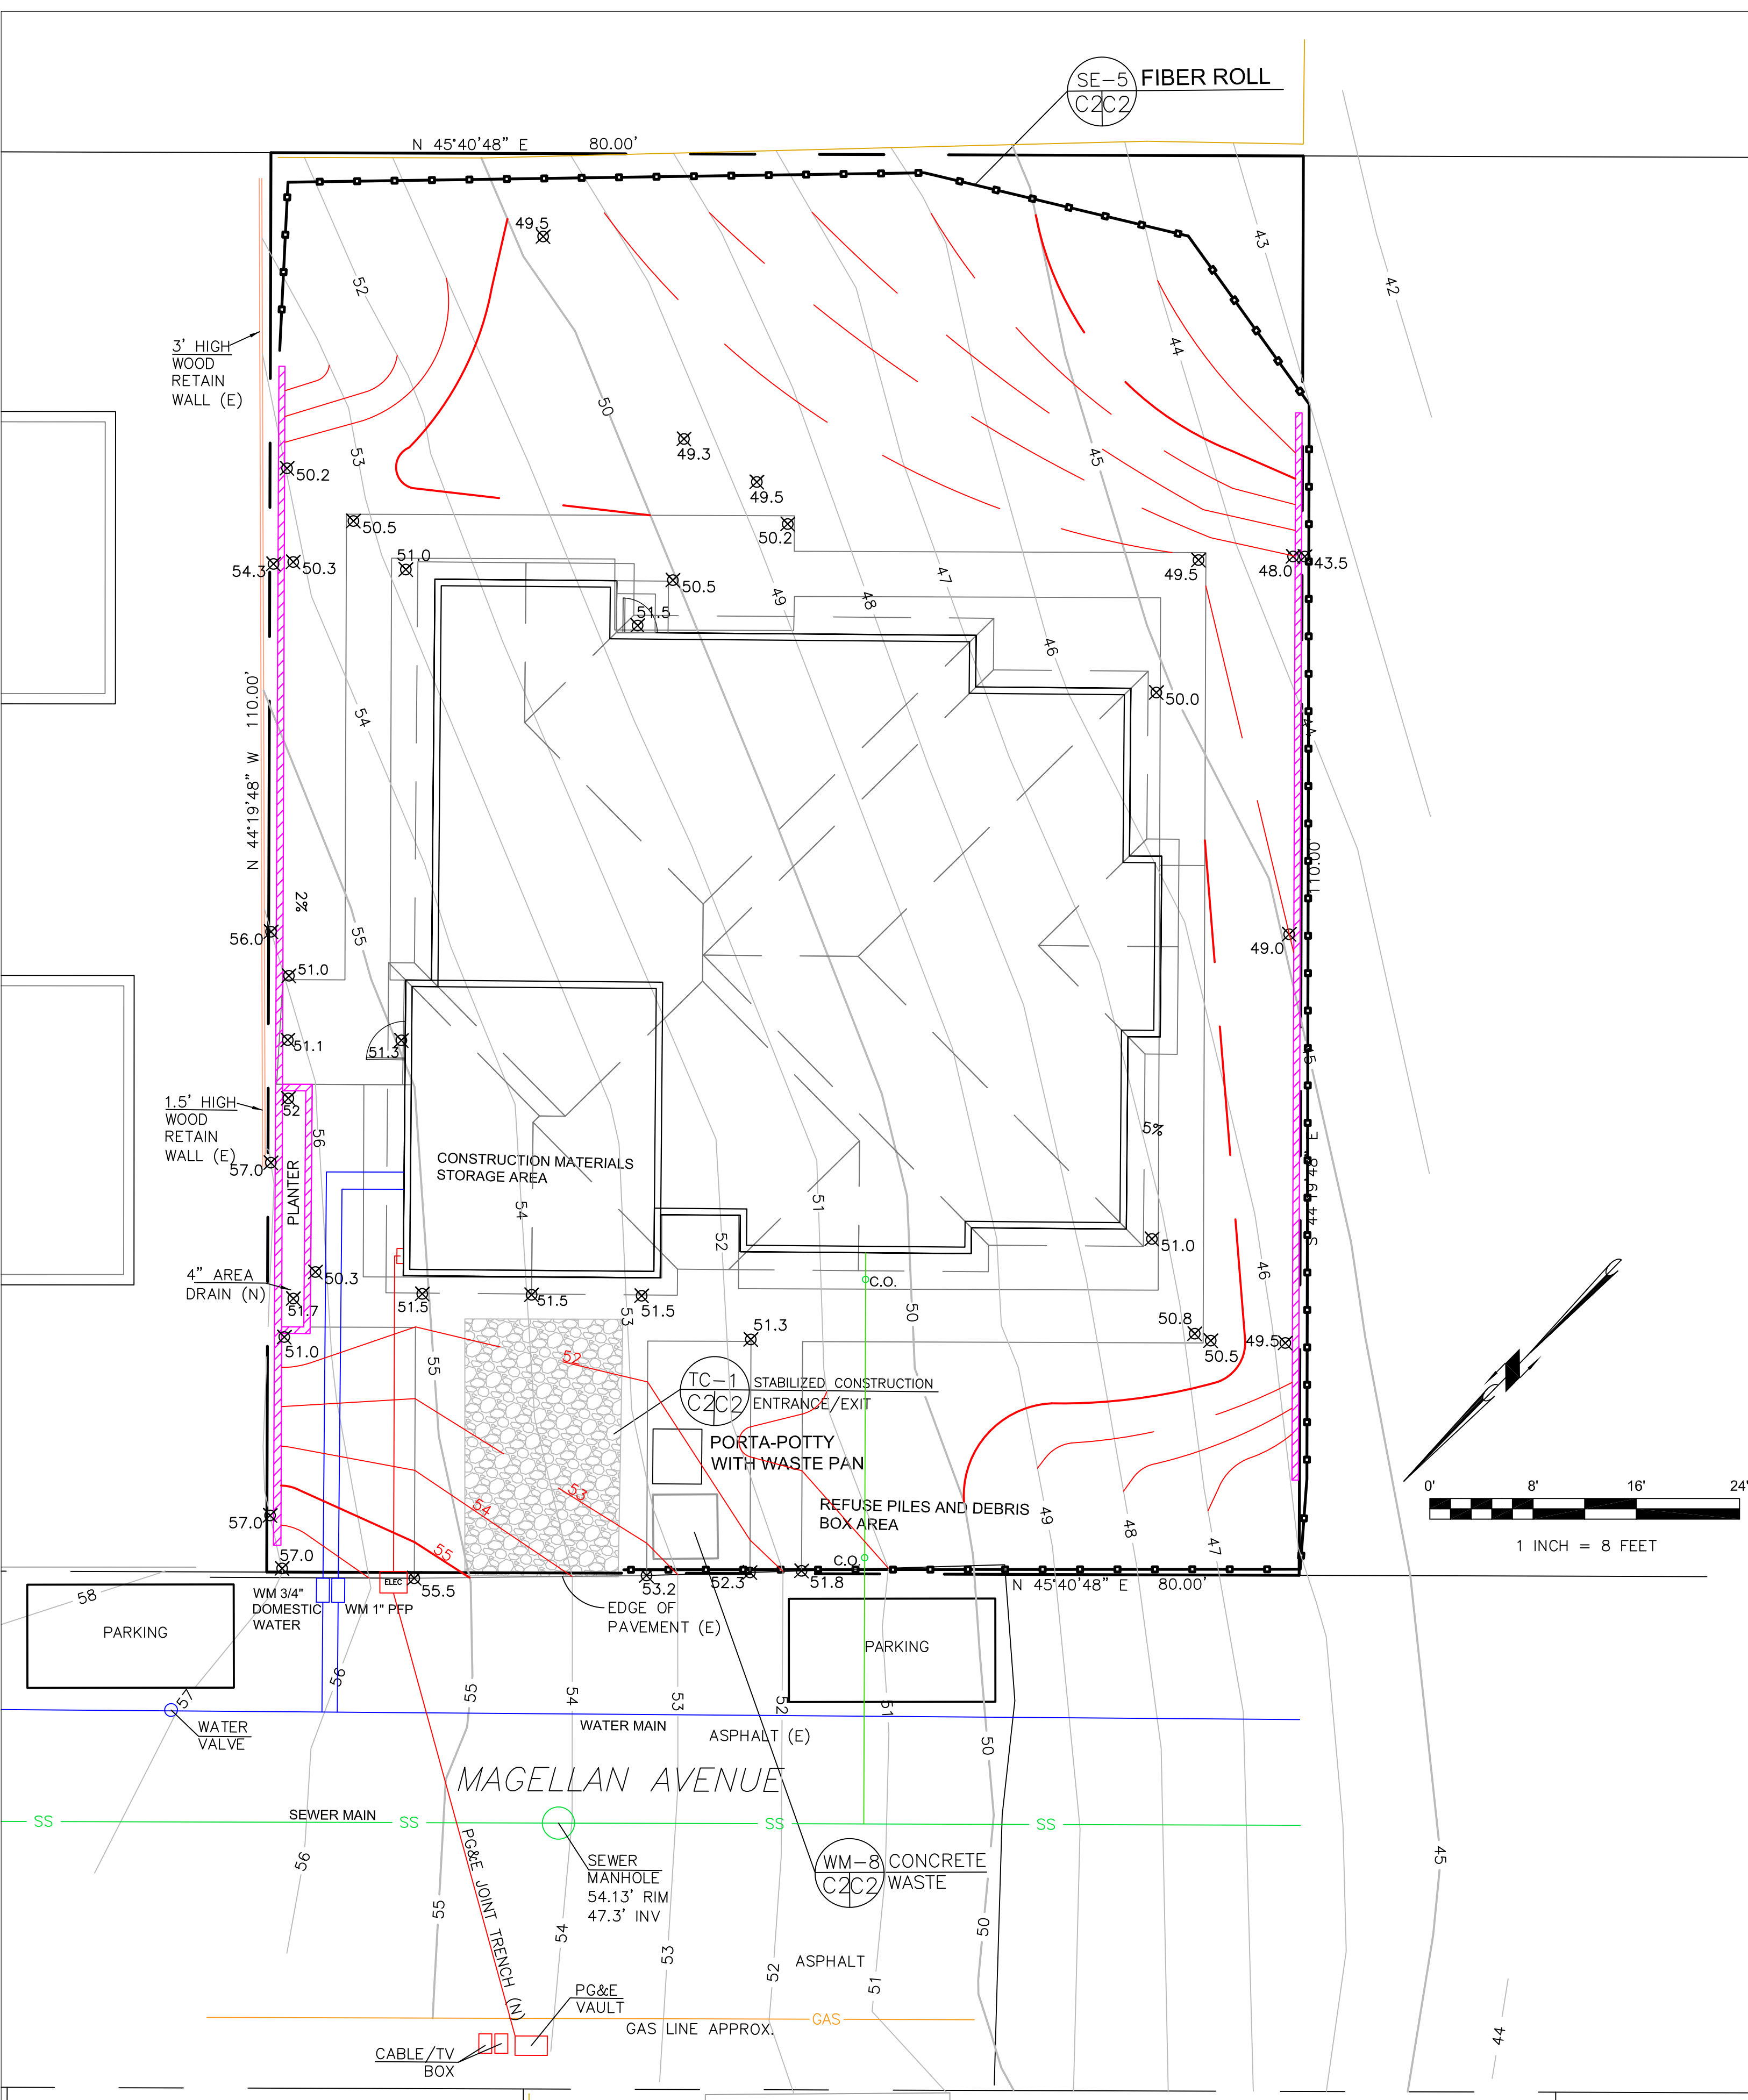 SE-5 FIBER ROLL
C2 C2
N 45°40'48" E 80.00'
49.5
43
42
52
3' HIGH
WOOD
RETAIN
WALL (E)
44
50
49.3
53
45
50.2
49.5
50.5
50.2
54.3
50.3
51.0
49.5
48.0
43.5
50.5
49
48
47
51.5
46
N 44°19'48" W 110.00'
54
50.0
44
110.00'
2%
55
56.0
49.0
51.0
51.1
51.3
45
1.5' HIGH
WOOD
RETAIN
WALL (E)
52
56
5%
S 44°19'48" E
57.0
PLANTER
CONSTRUCTION MATERIALS
STORAGE AREA
54
51
52
51.0
46
4" AREA
DRAIN (N)
50.3
51.7
C.O.
51.5
51.5
51.5
53
50
51.0
51.3
50.8
50.5
49.5
55
52
TC-1 STABILIZED CONSTRUCTION
C2 C2 ENTRANCE/EXIT
PORTA-POTTY
WITH WASTE PAN
53
54
REFUSE PILES AND DEBRIS
BOX AREA
49
48
47
0' 8' 16' 24'
1 INCH = 8 FEET
57.0
55
57.0
C.O.
ELEC
55.5
53.2
52.3
51.8
N 45°40'48" E 80.00'
WM 3/4"
DOMESTIC
WATER
WM 1" PFP
EDGE OF
PAVEMENT (E)
58
PARKING
PARKING
56
57
55
54
53
52
51
WATER
VALVE
WATER MAIN
ASPHALT (E)
50
MAGELLAN AVENUE
SS
SEWER MAIN
SS
SS
SS
56
PG&E JOINT TRENCH (N)
SEWER
MANHOLE
54.13' RIM
47.3' INV
WM-8 CONCRETE
C2 C2 WASTE
45
55
54
53
52
51
50
ASPHALT
PG&E
VAULT
GAS
GAS LINE APPROX.
44
CABLE/TV
BOX